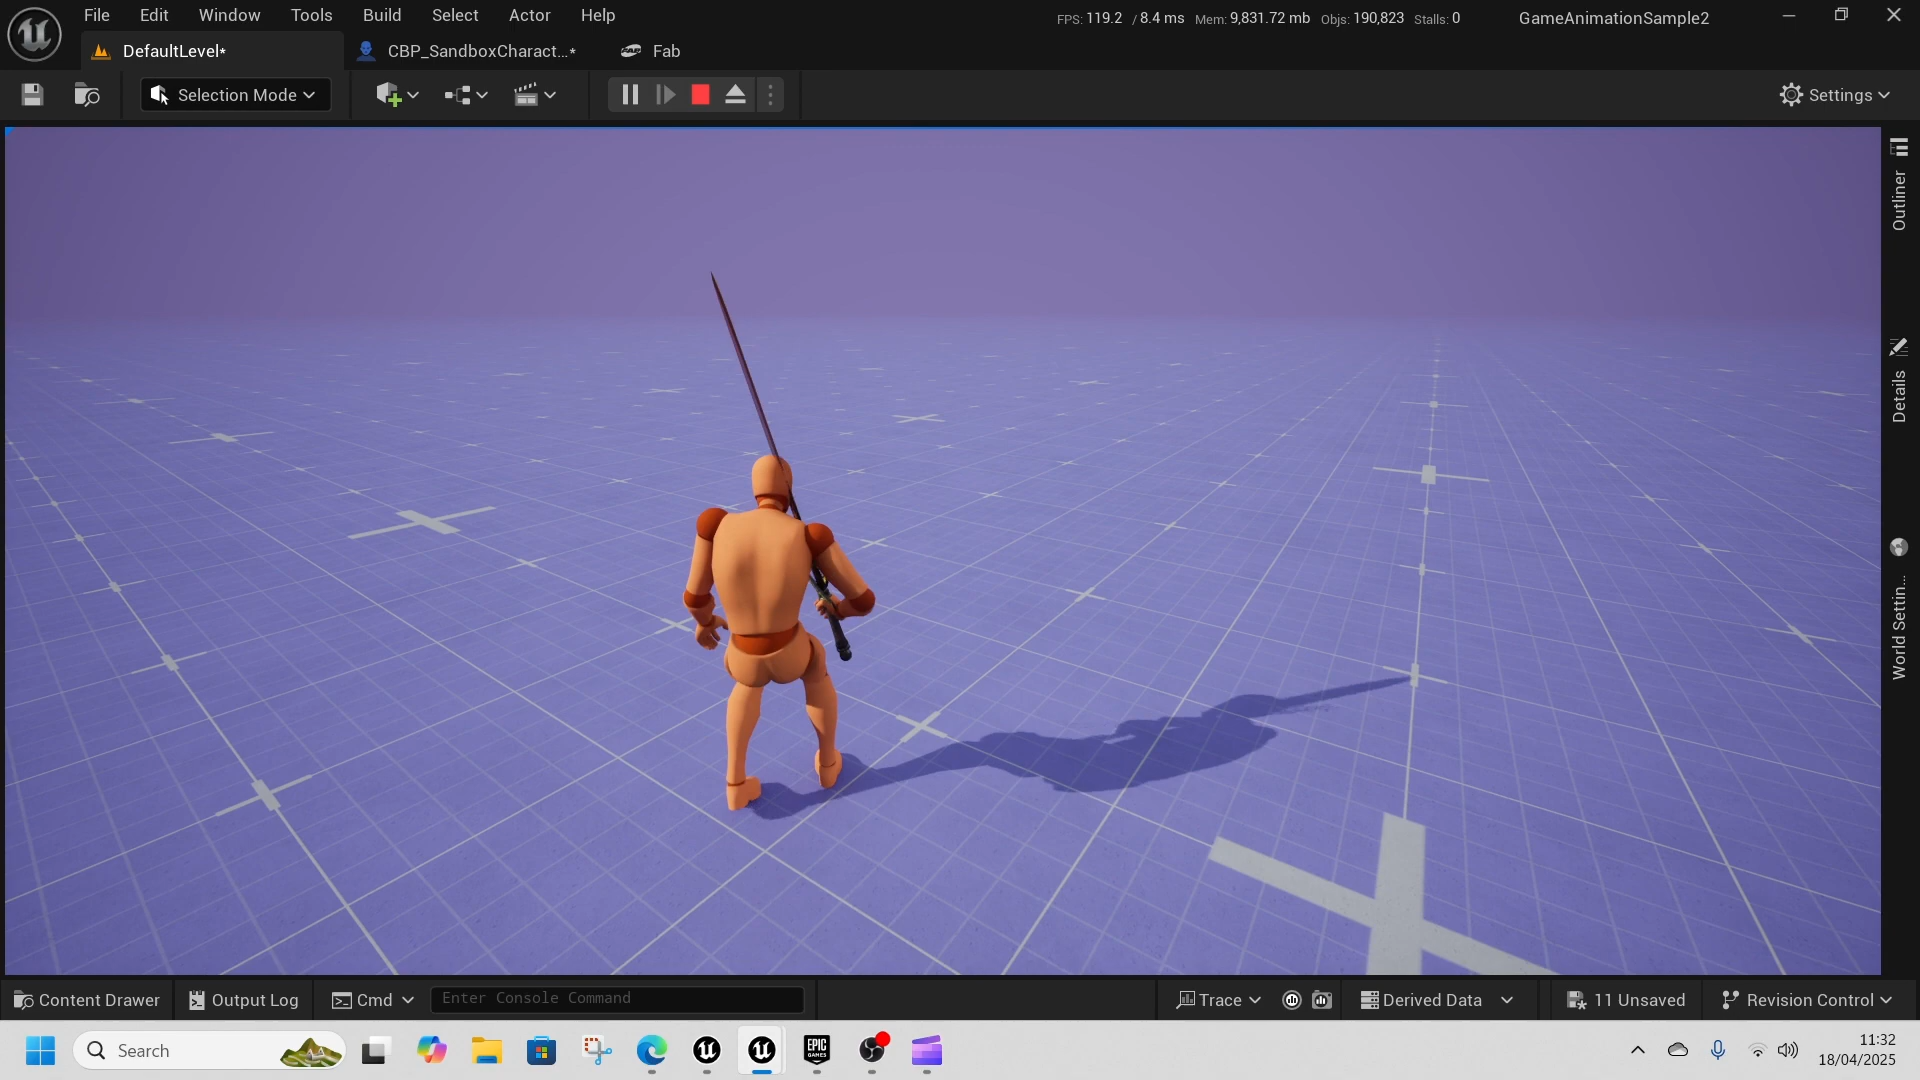 File Edit Window Tools Build Select Actor Help
FPS: 119.2 / 8.4 ms Mem: 9,831.72 mb Objs: 190,823 Stalls: 0 GameAnimationSample2
DefaultLevel* CBP_SandboxCharact...* Fab
Selection Mode Settings
Outliner
Details
World Settin...
Content Drawer Output Log Cmd Enter Console Command Trace Derived Data 11 Unsaved Revision Control
Search EPIC GAMES 11:32
18/04/2025